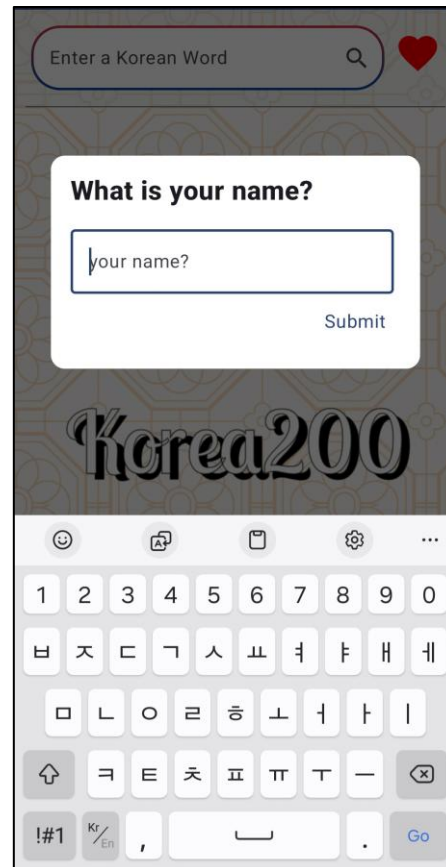 Enter a Korean Word
What is your name?
your name?
Submit
Korea200
1 2 3 4 5 6 7 8 9 0
ㅂ ㅈ ㄷ ㄱ ㅅ ㅛ ㅕ ㅑ ㅐ ㅔ
ㅁ ㄴ ㅇ ㄹ ㅎ ㅗ ㅓ ㅏ ㅣ
ㅋ ㅌ ㅊ ㅍ ㅠ ㅜ ㅡ
!#1 Kr/En , . Go